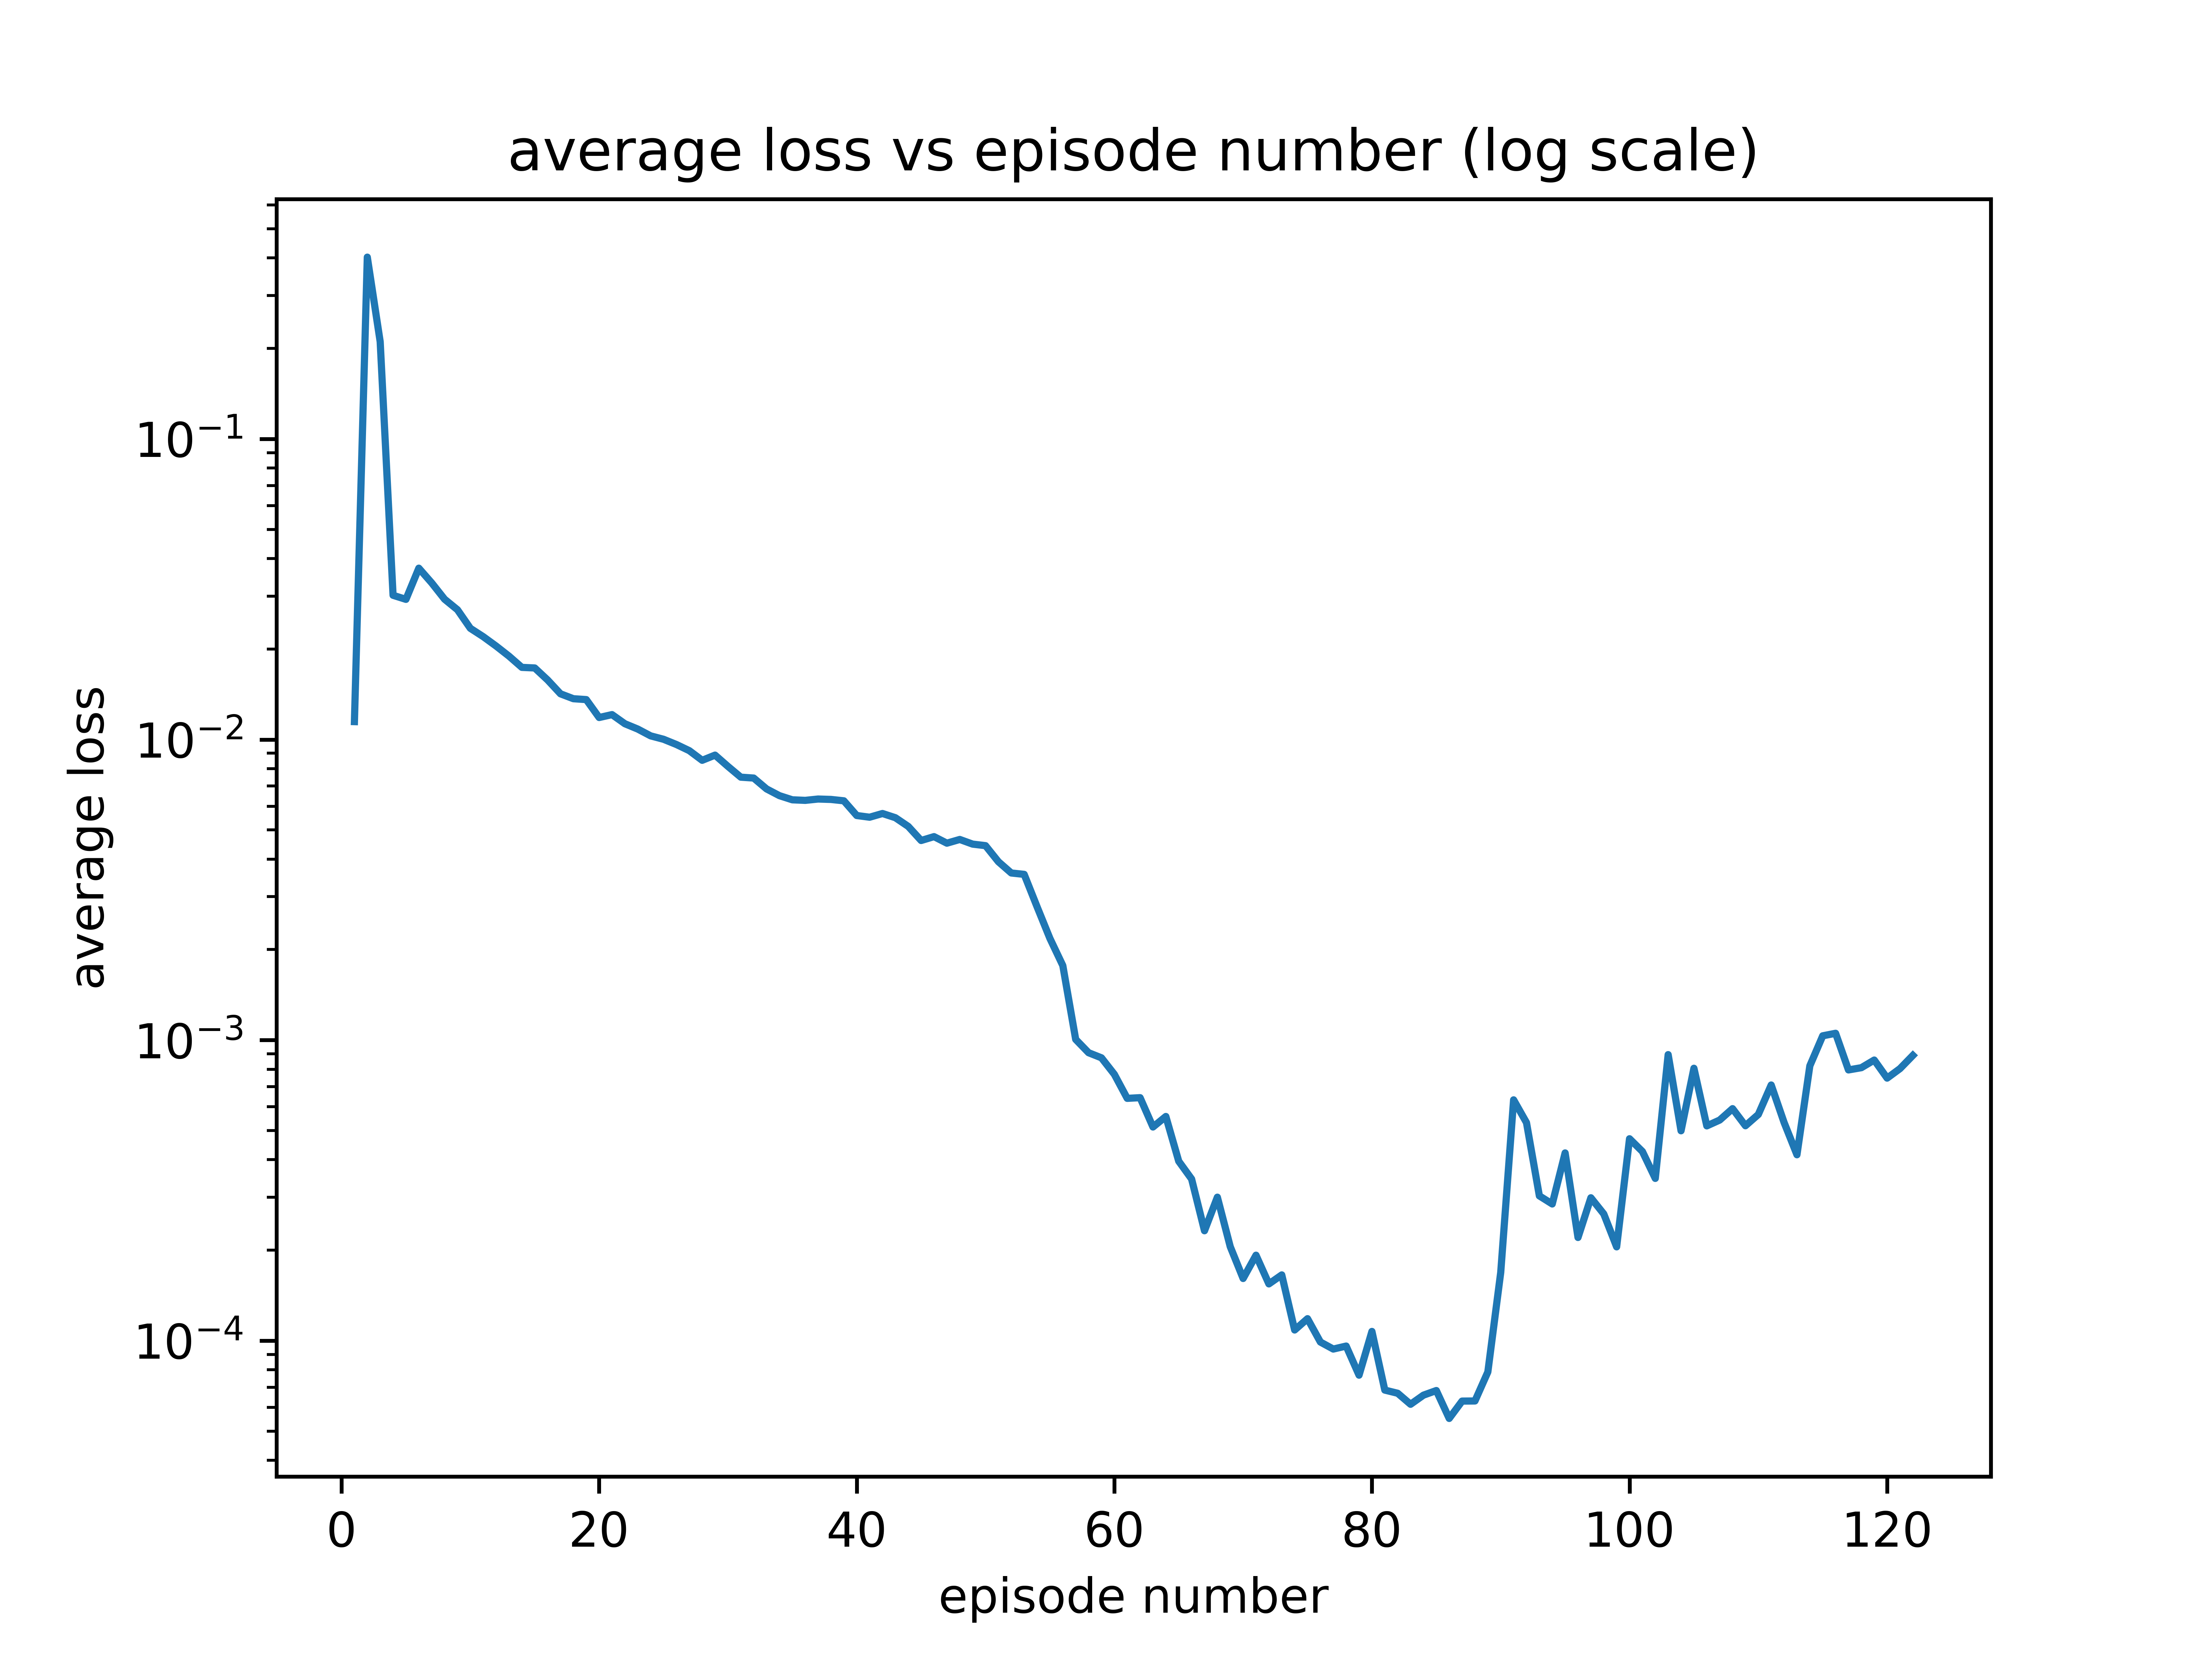 average loss vs episode number (log scale)
average loss
10⁻¹
10⁻²
10⁻³
10⁻⁴
0 20 40 60 80 100 120
episode number